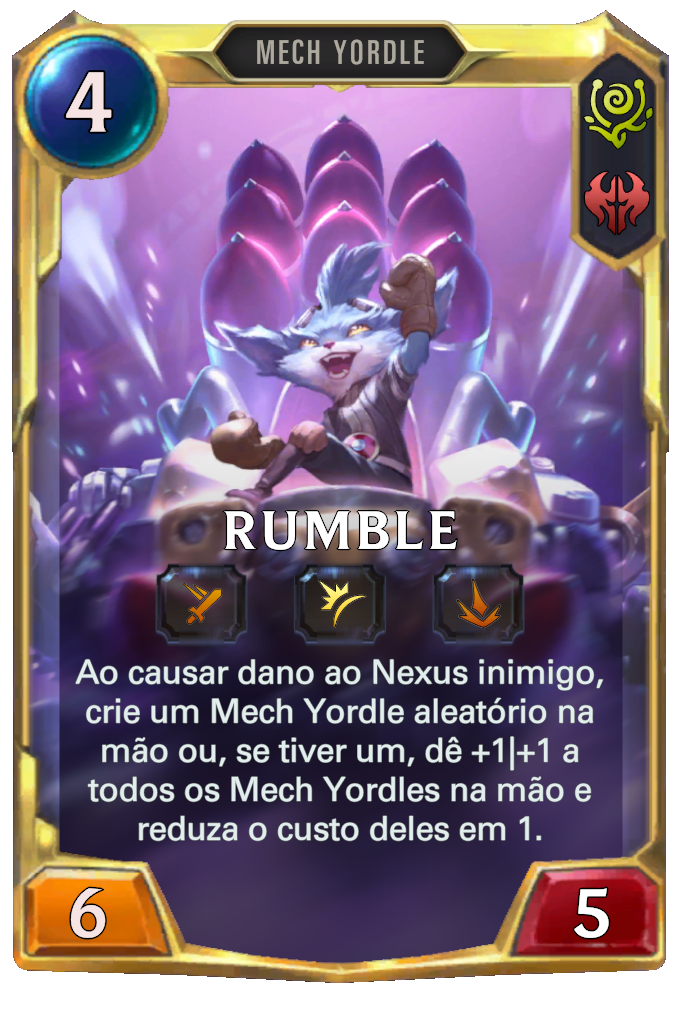 MECH YORDLE
4
RUMBLE
Ao causar dano ao Nexus inimigo,
crie um Mech Yordle aleatório na
mão ou, se tiver um, dê +1|+1 a
todos os Mech Yordles na mão e
reduza o custo deles em 1.
6
5